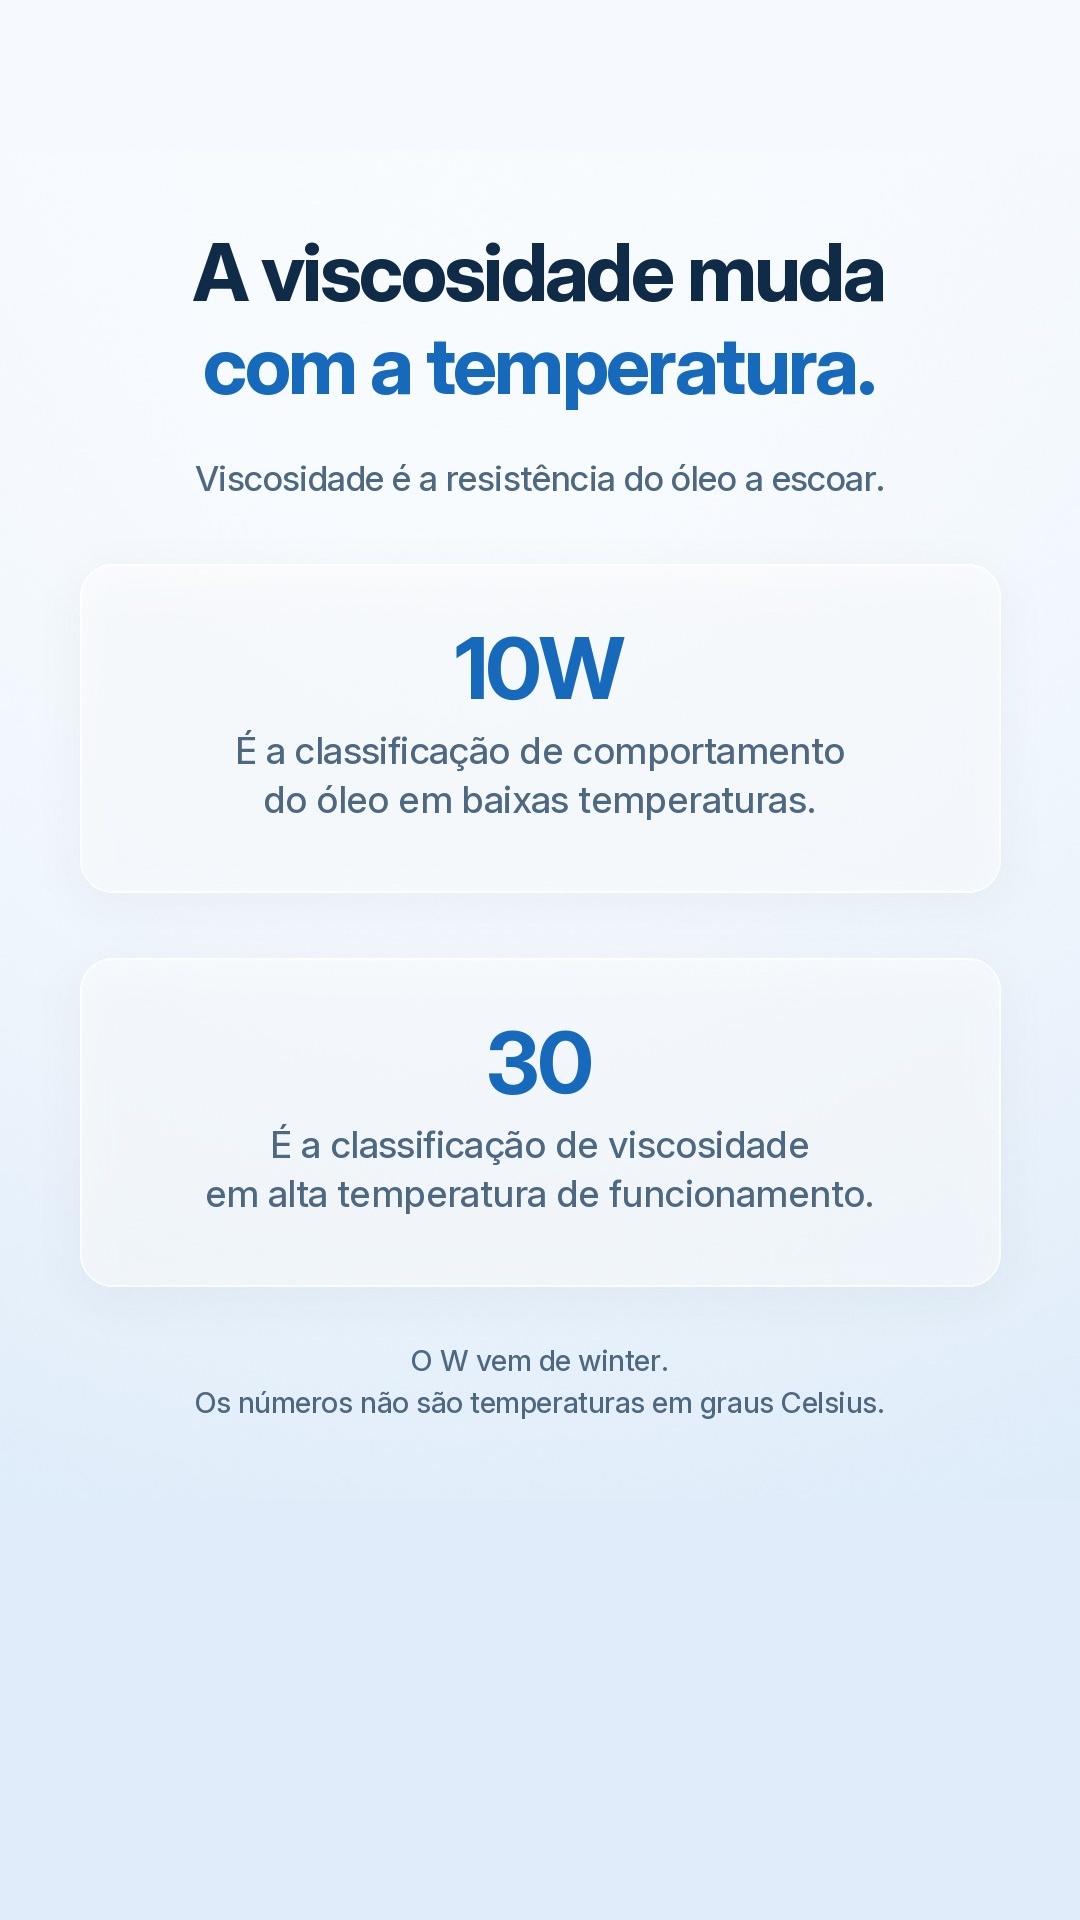 A viscosidade muda
com a temperatura.
Viscosidade é a resistência do óleo a escoar.
10W
É a classificação de comportamento
do óleo em baixas temperaturas.
30
É a classificação de viscosidade
em alta temperatura de funcionamento.
O W vem de winter.
Os números não são temperaturas em graus Celsius.